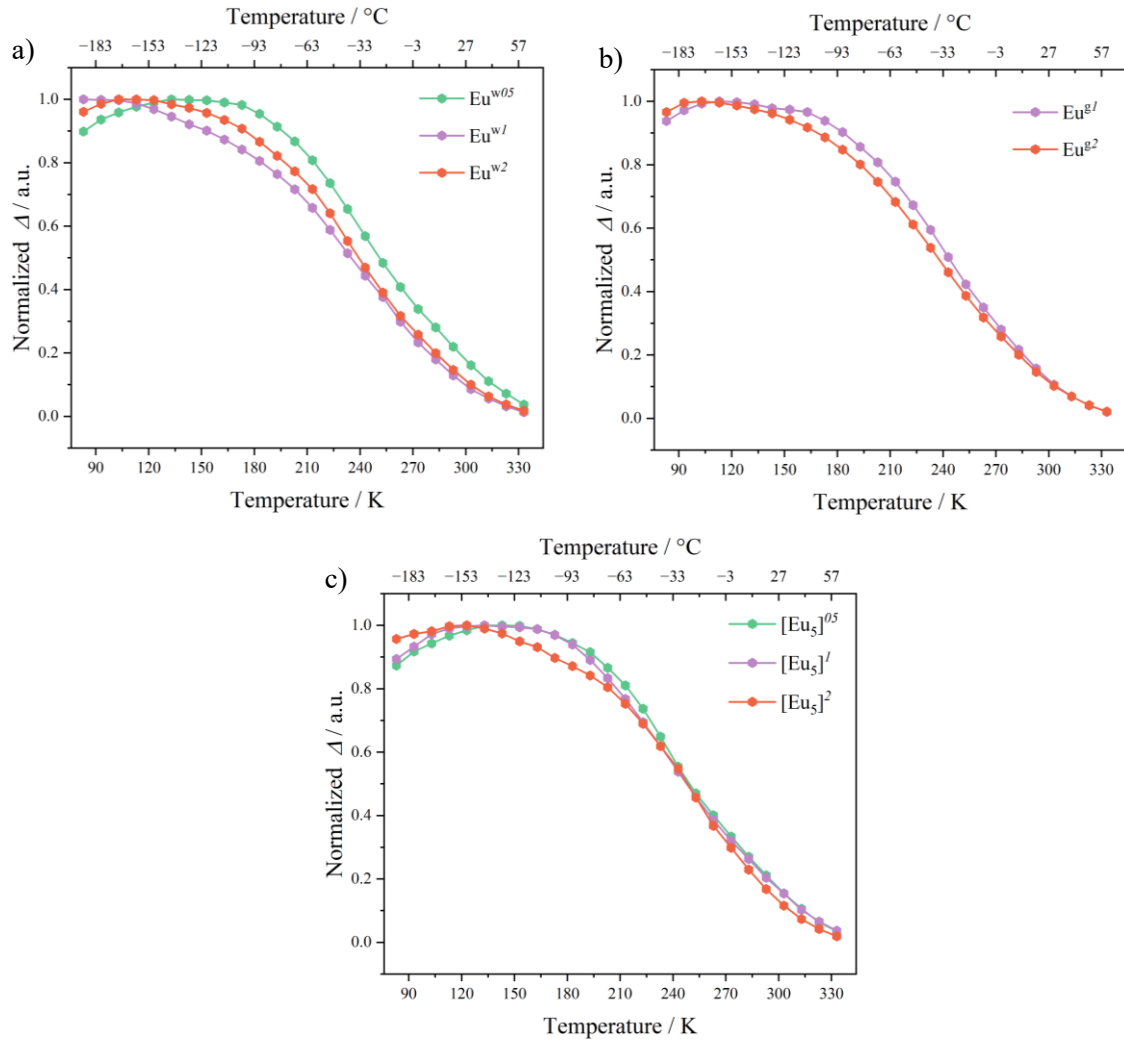 Temperature / °C
a)
−183 −153 −123 −93 −63 −33 −3 27 57
1.0
0.8
0.6
0.4
0.2
0.0
Normalized Δ / a.u.
Eu^w05
Eu^w1
Eu^w2
90 120 150 180 210 240 270 300 330
Temperature / K
Temperature / °C
b)
−183 −153 −123 −93 −63 −33 −3 27 57
1.0
0.8
0.6
0.4
0.2
0.0
Normalized Δ / a.u.
Eu^g1
Eu^g2
90 120 150 180 210 240 270 300 330
Temperature / K
Temperature / °C
c)
−183 −153 −123 −93 −63 −33 −3 27 57
1.0
0.8
0.6
0.4
0.2
0.0
Normalized Δ / a.u.
[Eu₅]^05
[Eu₅]^1
[Eu₅]^2
90 120 150 180 210 240 270 300 330
Temperature / K